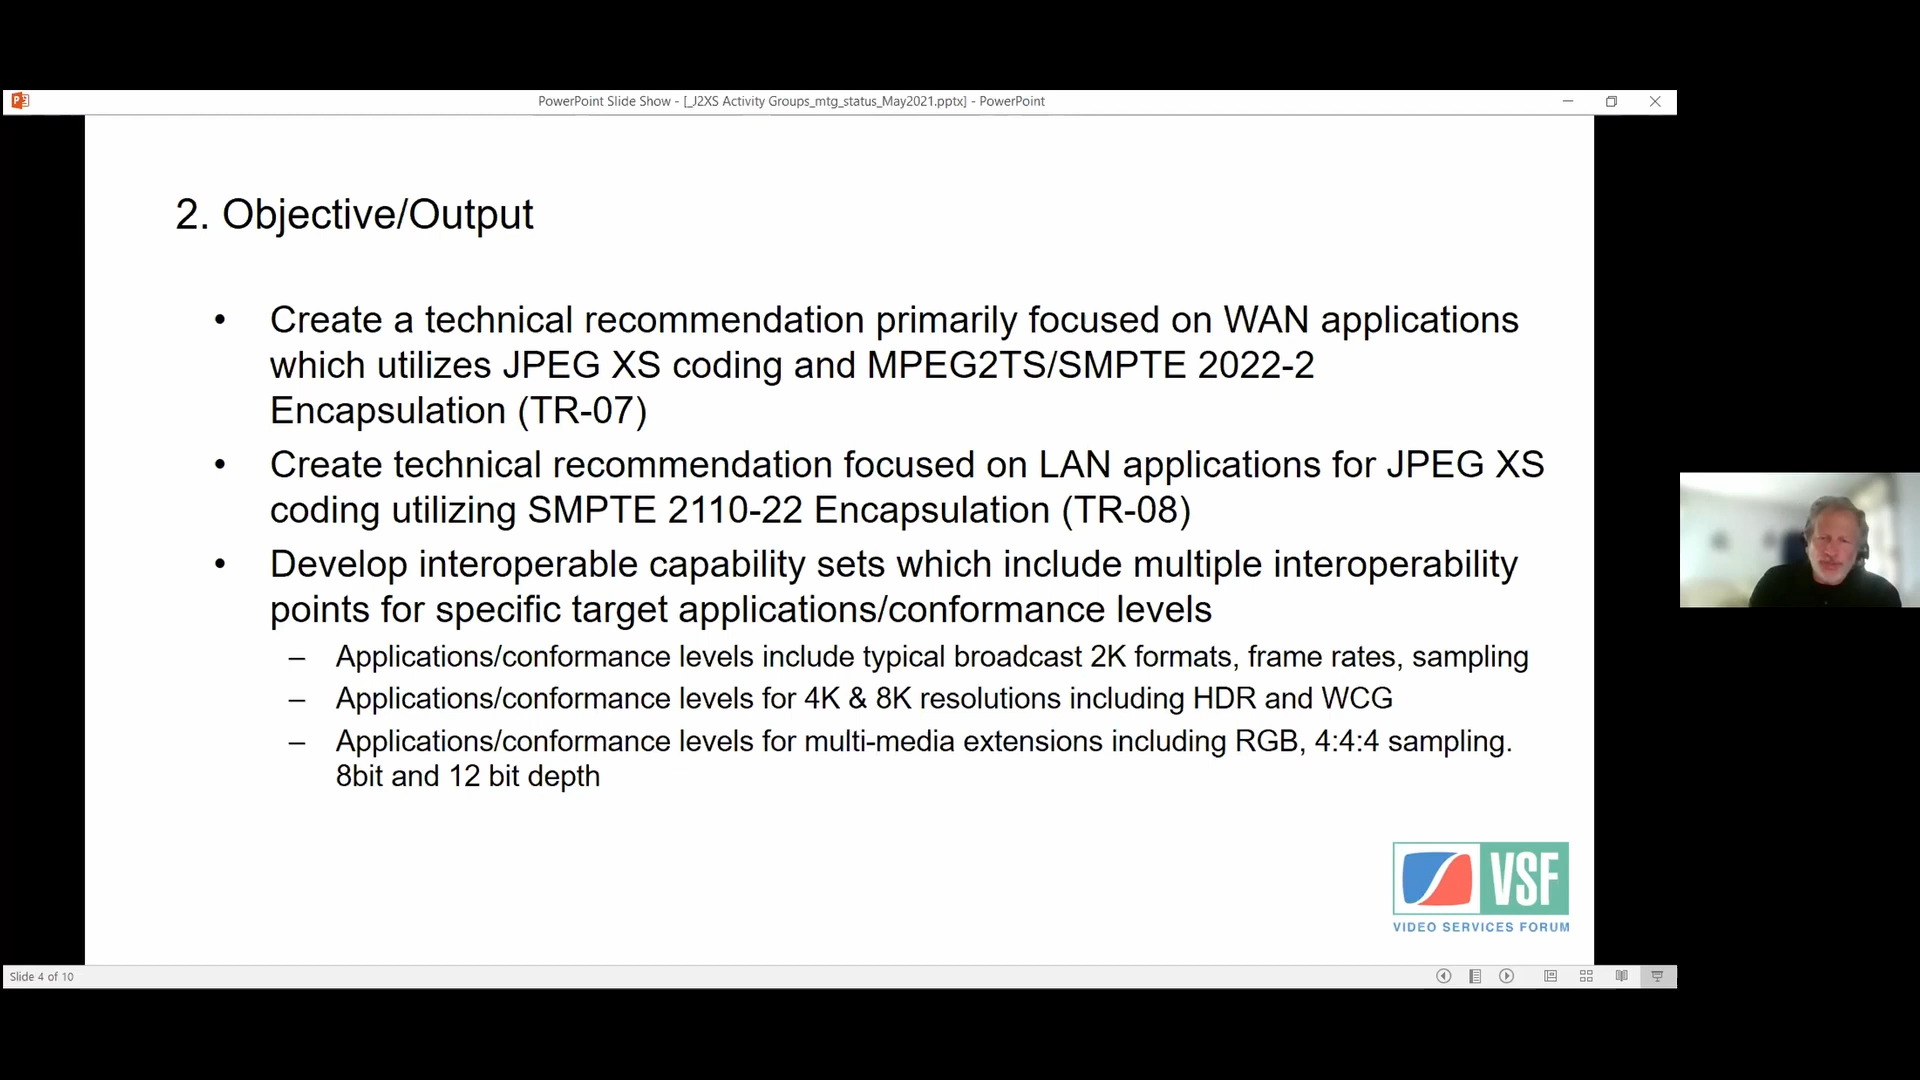 PowerPoint Slide Show - [_J2XS Activity Groups_mtg_status_May2021.pptx] - PowerPoint
2. Objective/Output
• Create a technical recommendation primarily focused on WAN applications
which utilizes JPEG XS coding and MPEG2TS/SMPTE 2022-2
Encapsulation (TR-07)
• Create technical recommendation focused on LAN applications for JPEG XS
coding utilizing SMPTE 2110-22 Encapsulation (TR-08)
• Develop interoperable capability sets which include multiple interoperability
points for specific target applications/conformance levels
– Applications/conformance levels include typical broadcast 2K formats, frame rates, sampling
– Applications/conformance levels for 4K & 8K resolutions including HDR and WCG
– Applications/conformance levels for multi-media extensions including RGB, 4:4:4 sampling.
8bit and 12 bit depth
VSF
VIDEO SERVICES FORUM
Slide 4 of 10